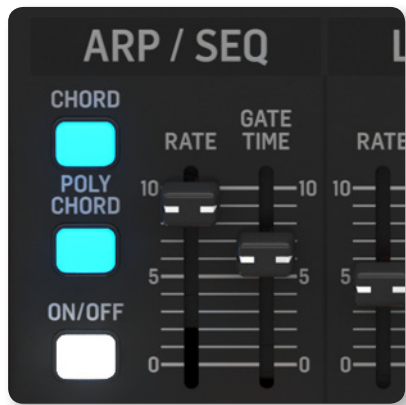 ARP / SEQ
L
CHORD
POLY
CHORD
ON/OFF
RATE
GATE
TIME
RATE
10
10
10
5
5
5
0
0
0